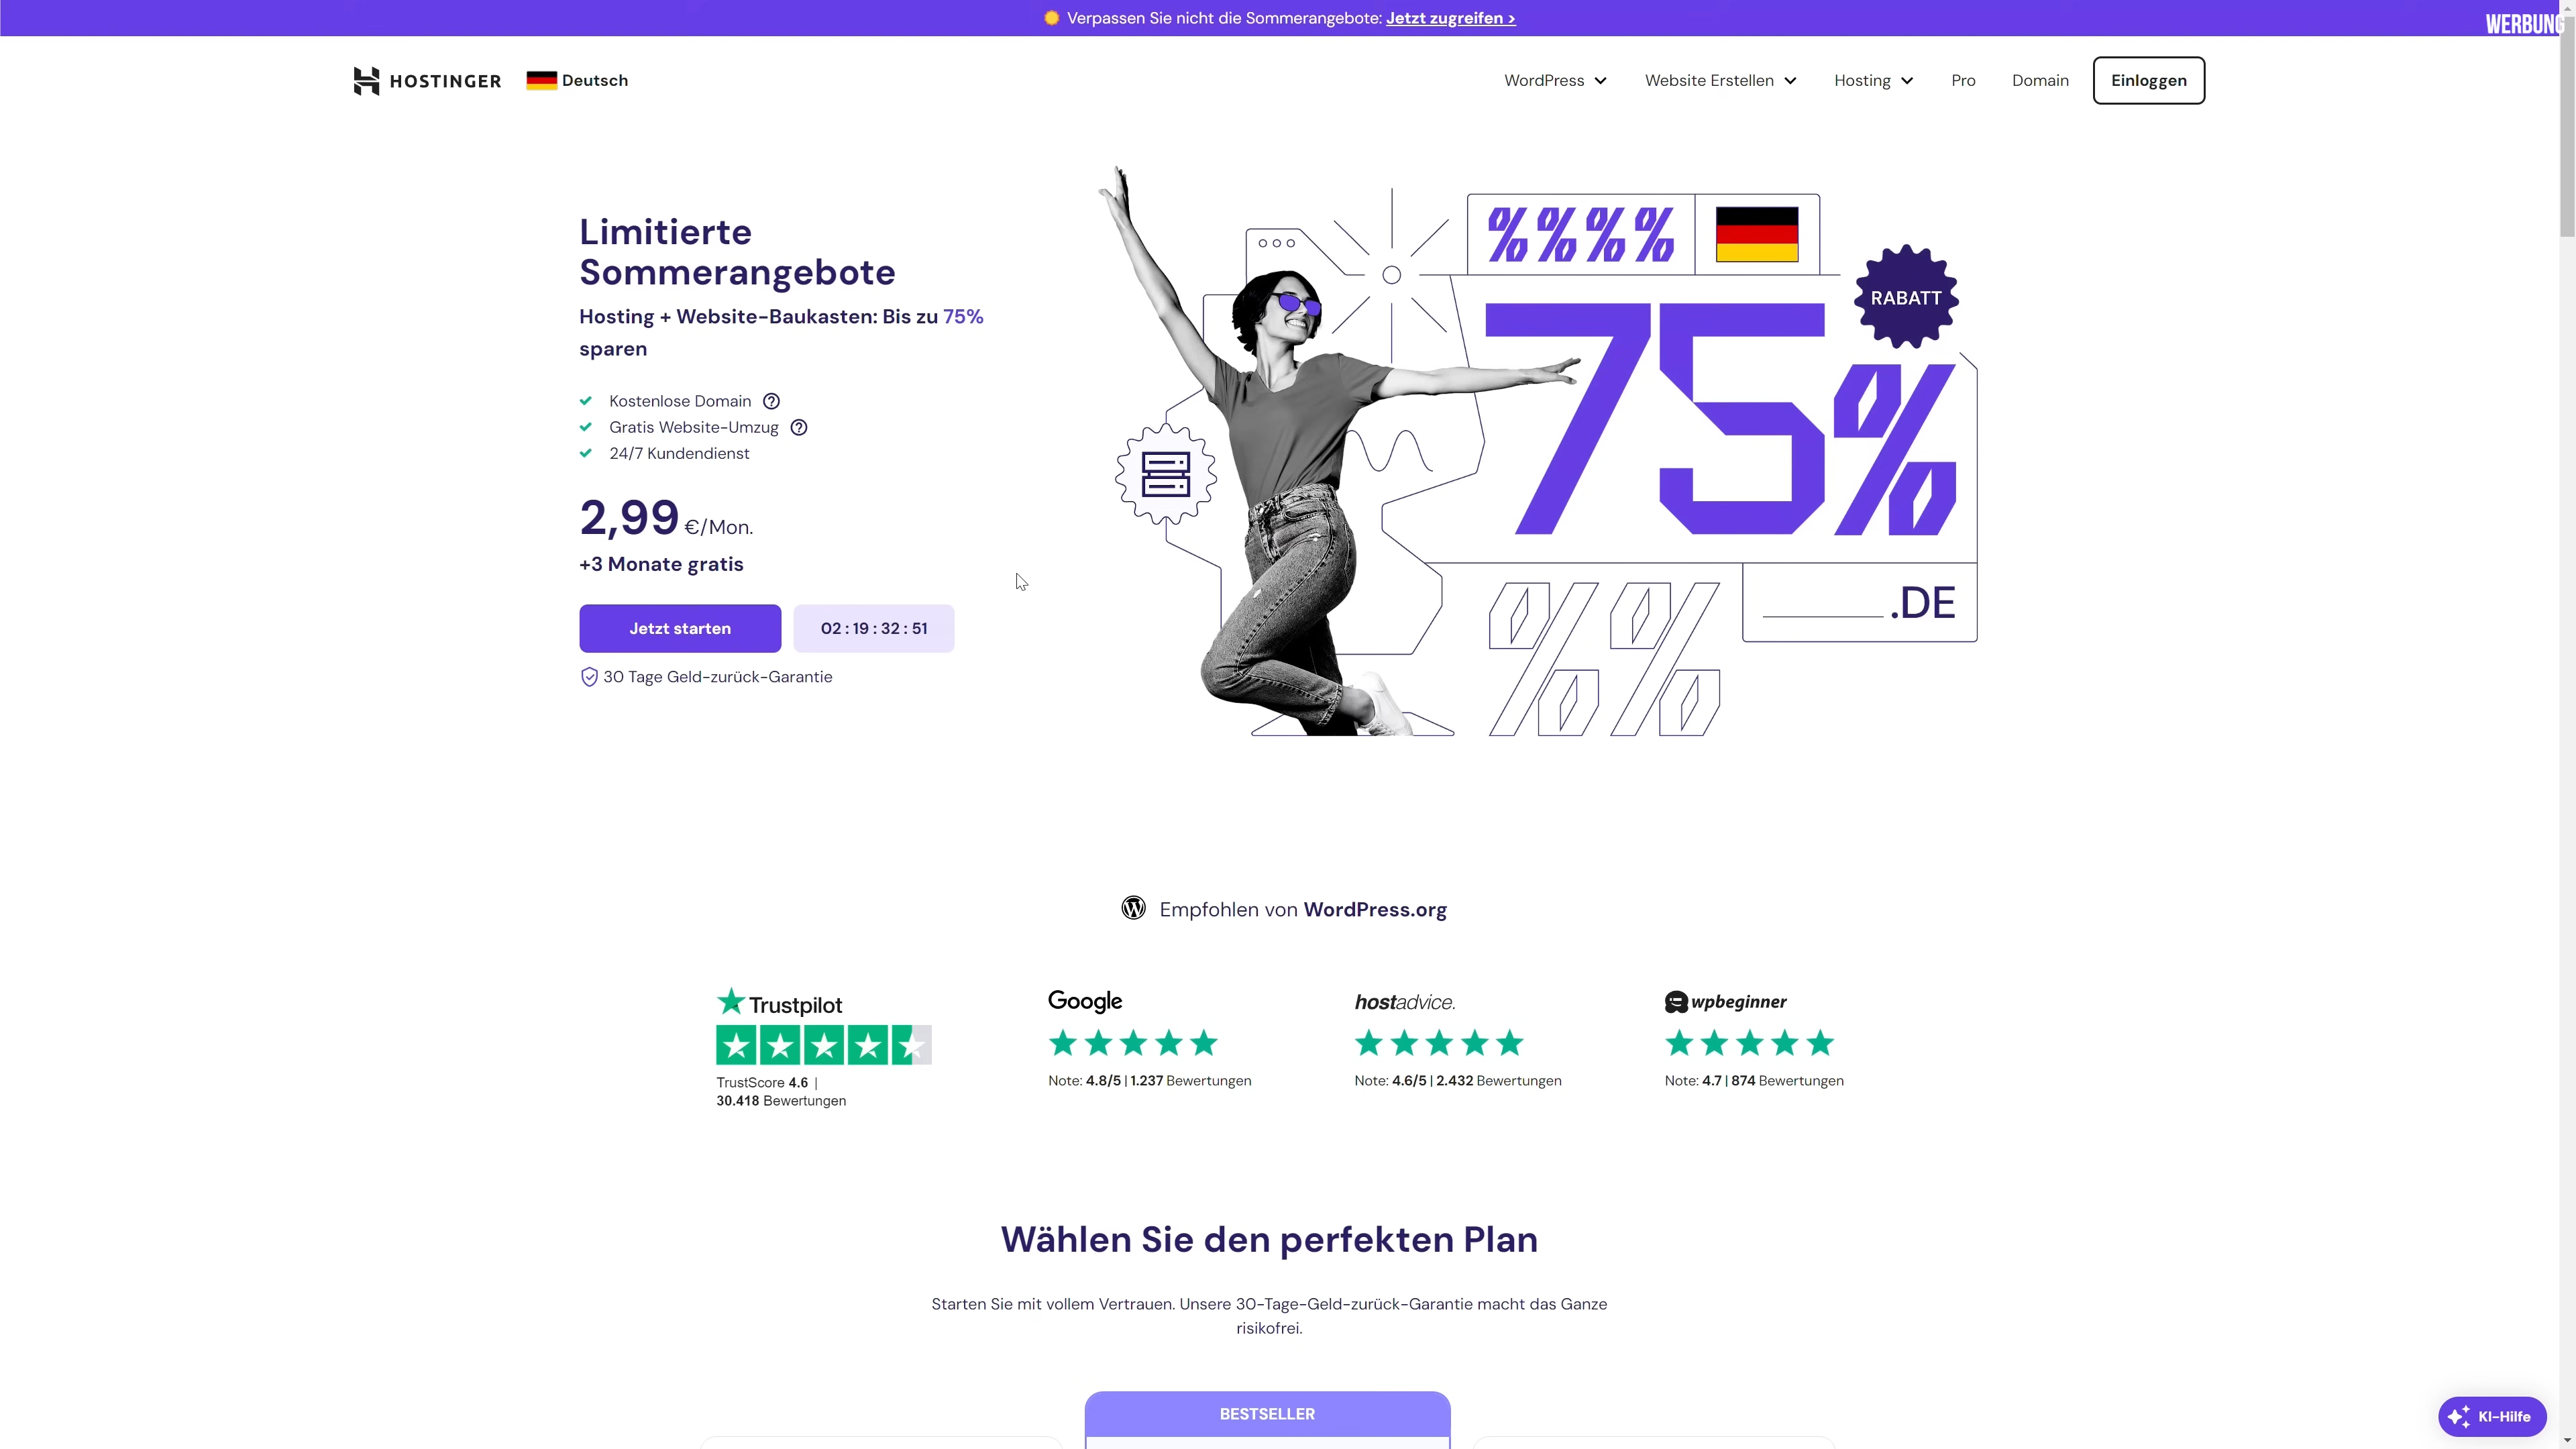 Verpassen Sie nicht die Sommerangebote: Jetzt zugreifen >
WERBUNG
HOSTINGER
Deutsch
WordPress
Website Erstellen
Hosting
Pro
Domain
Einloggen
Limitierte
Sommerangebote
Hosting + Website-Baukasten: Bis zu 75%
sparen
Kostenlose Domain
Gratis Website-Umzug
24/7 Kundendienst
2,99 €/Mon.
+3 Monate gratis
Jetzt starten
02 : 19 : 32 : 51
30 Tage Geld-zurück-Garantie
%%%%
RABATT
75%
.DE
%%
Empfohlen von WordPress.org
Trustpilot
TrustScore 4.6 |
30.418 Bewertungen
Google
Note: 4.8/5 | 1.237 Bewertungen
hostadvice.
Note: 4.6/5 | 2.432 Bewertungen
wpbeginner
Note: 4.7 | 874 Bewertungen
Wählen Sie den perfekten Plan
Starten Sie mit vollem Vertrauen. Unsere 30-Tage-Geld-zurück-Garantie macht das Ganze
risikofrei.
BESTSELLER
KI-Hilfe